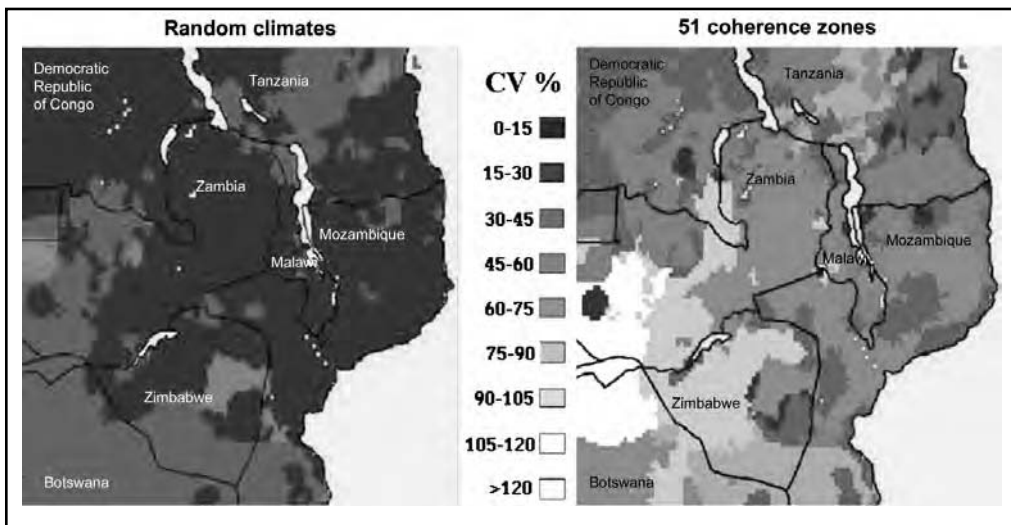 Random climates
51 coherence zones
Democratic
Republic
of Congo
Tanzania
Zambia
Mozambique
Malawi
Zimbabwe
Botswana
CV %
0-15
15-30
30-45
45-60
60-75
75-90
90-105
105-120
>120
Democratic
Republic
of Congo
Tanzania
Zambia
Mozambique
Malawi
Zimbabwe
Botswana